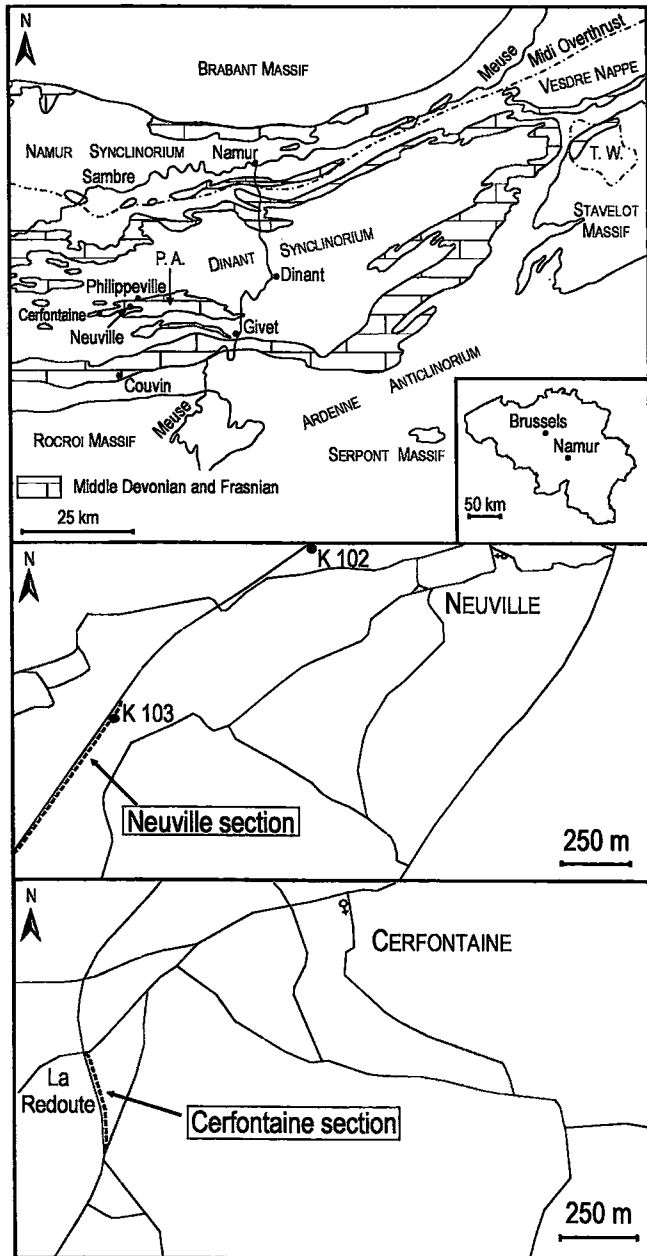 N
BRABANT MASSIF
Meuse
Midi Overthrust
VESDRE NAPPE
NAMUR SYNCLINORIUM
Namur
Sambre
T. W.
STAVELOT
MASSIF
DINANT SYNCLINORIUM
P.A.
Dinant
Philippeville
Cerfontaine
Neuville
Givet
Couvin
Meuse
ARDENNE ANTICLINORIUM
ROCROI MASSIF
SERPONT MASSIF
Brussels
Namur
50 km
Middle Devonian and Frasnian
25 km
N
K 102
NEUVILLE
K 103
Neuville section
250 m
N
CERFONTAINE
La
Redoute
Cerfontaine section
250 m